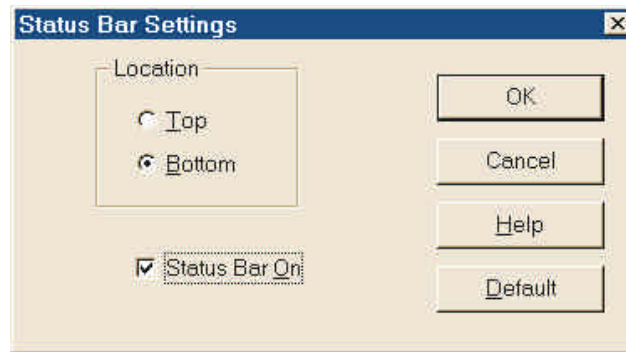 Status Bar Settings
Location
Top
Bottom
Status Bar On
OK
Cancel
Help
Default